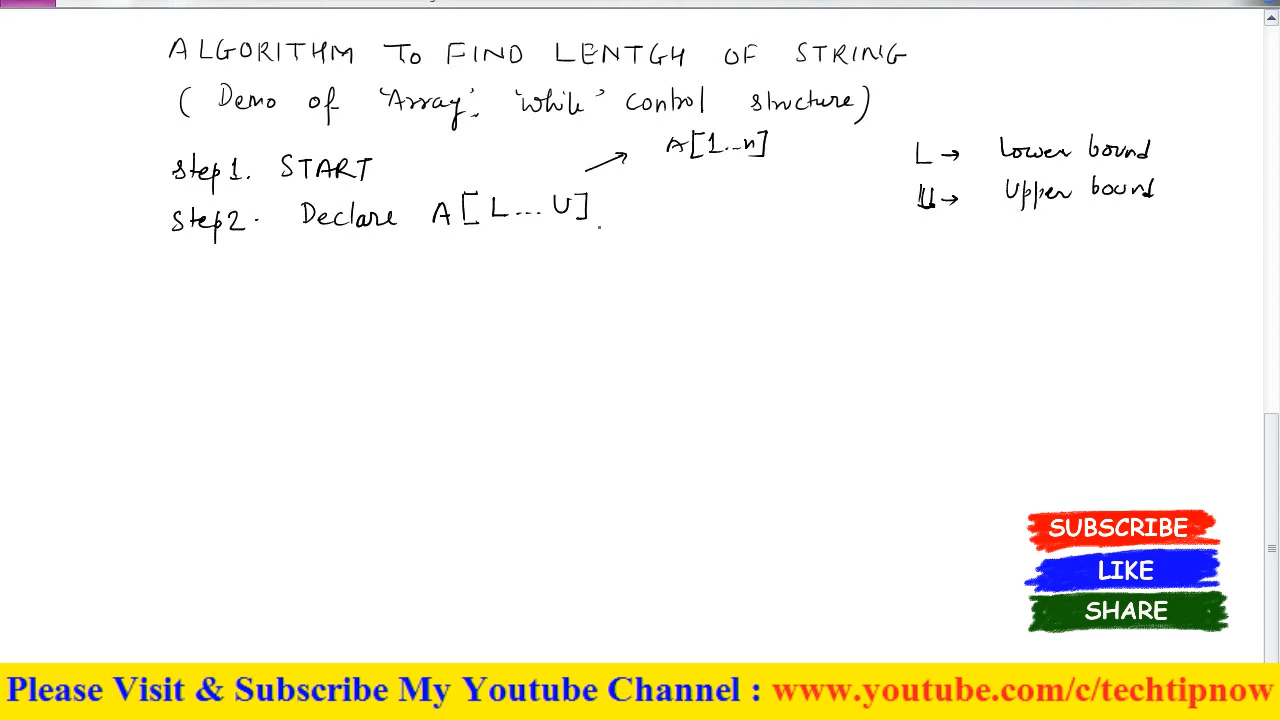 ALGORITHM TO FIND LENTGH OF STRING
( Demo of 'Array', 'while' control structure)
Step1. START
A[1...n]
L → Lower bound
Step2. Declare A[L...U]
U → Upper bound
SUBSCRIBE
LIKE
SHARE
Please Visit & Subscribe My Youtube Channel : www.youtube.com/c/techtipnow